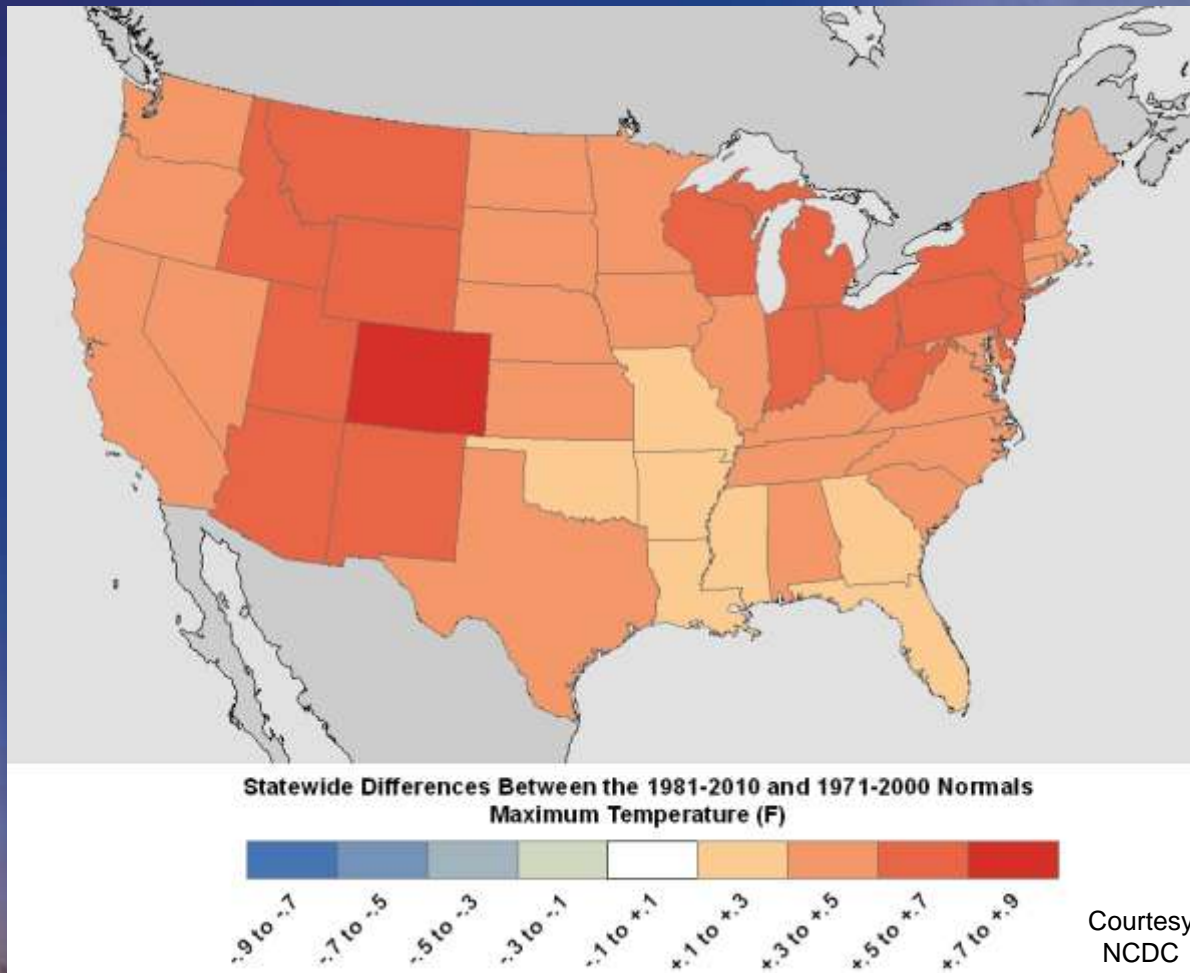 Statewide Differences Between the 1981-2010 and 1971-2000 Normals
Maximum Temperature (F)
-.9 to -.7
-.7 to -.5
-.5 to -.3
-.3 to -.1
-.1 to +.1
+.1 to +.3
+.3 to +.5
+.5 to +.7
+.7 to +.9
Courtesy
NCDC